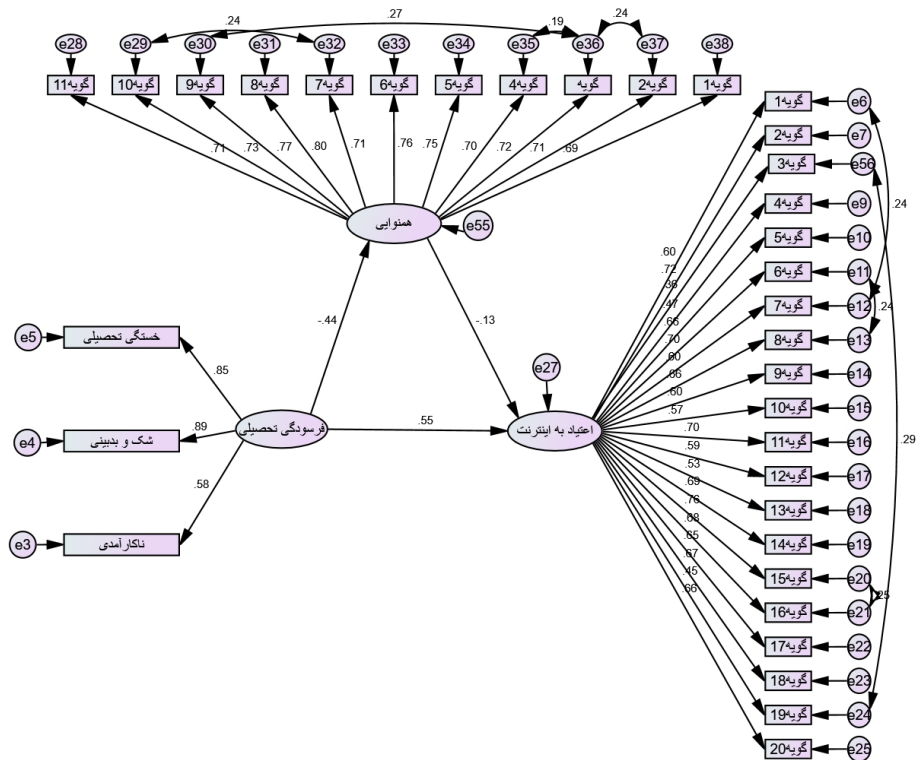 .27
.24
.19
.24
e28
e29
e30
e31
e32
e33
e34
e35
e36
e37
e38
گویه11
گویه10
گویه9
گویه8
گویه7
گویه6
گویه5
گویه4
گویه
گویه2
گویه1
.71
.73
.77
.80
.71
.76
.75
.70
.72
.71
.69
همنوایی
e55
-.44
-.13
e5
خستگی تحصیلی
.85
e4
شک و بدبینی
.89
e3
ناکارآمدی
.58
فرسودگی تحصیلی
.55
e27
اعتیاد به اینترنت
.60
.72
.36
.47
.66
.70
.60
.66
.60
.57
.70
.59
.53
.69
.76
.68
.65
.67
.45
.66
گویه1
e6
گویه2
e7
گویه3
e56
گویه4
e9
گویه5
e10
گویه6
e11
گویه7
e12
گویه8
e13
گویه9
e14
گویه10
e15
گویه11
e16
گویه12
e17
گویه13
e18
گویه14
e19
گویه15
e20
گویه16
e21
گویه17
e22
گویه18
e23
گویه19
e24
گویه20
e25
.24
.24
.29
.25